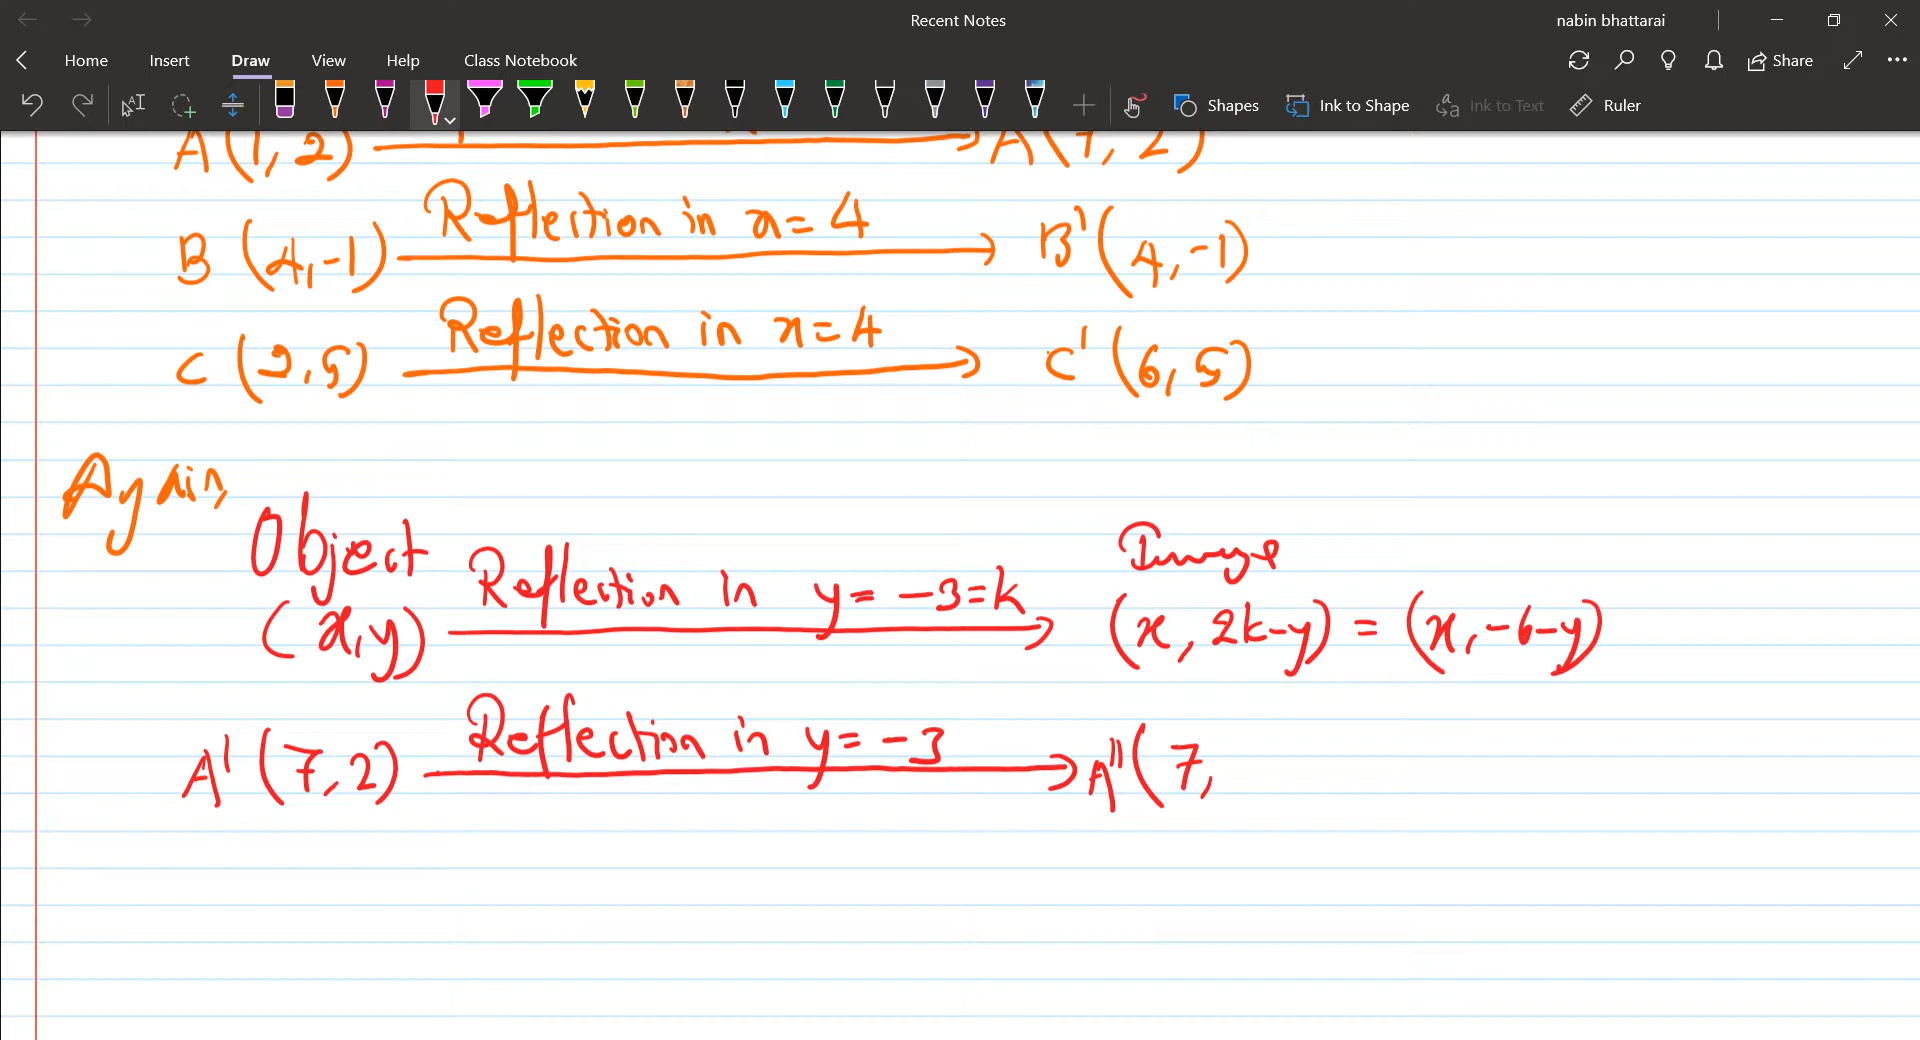 Recent Notes
nabin bhattarai
Home Insert Draw View Help Class Notebook
Share
Shapes Ink to Shape Ink to Text Ruler
A (1, 2) A (7, 2)
B (4,-1) Reflection in x=4 B' (4,-1)
C (2,5) Reflection in x=4 C' (6,5)
Again,
Object Image
(x,y) Reflection in y= -3=k (x, 2k-y) = (x,-6-y)
A' (7,2) Reflection in y= -3 A'' (7,